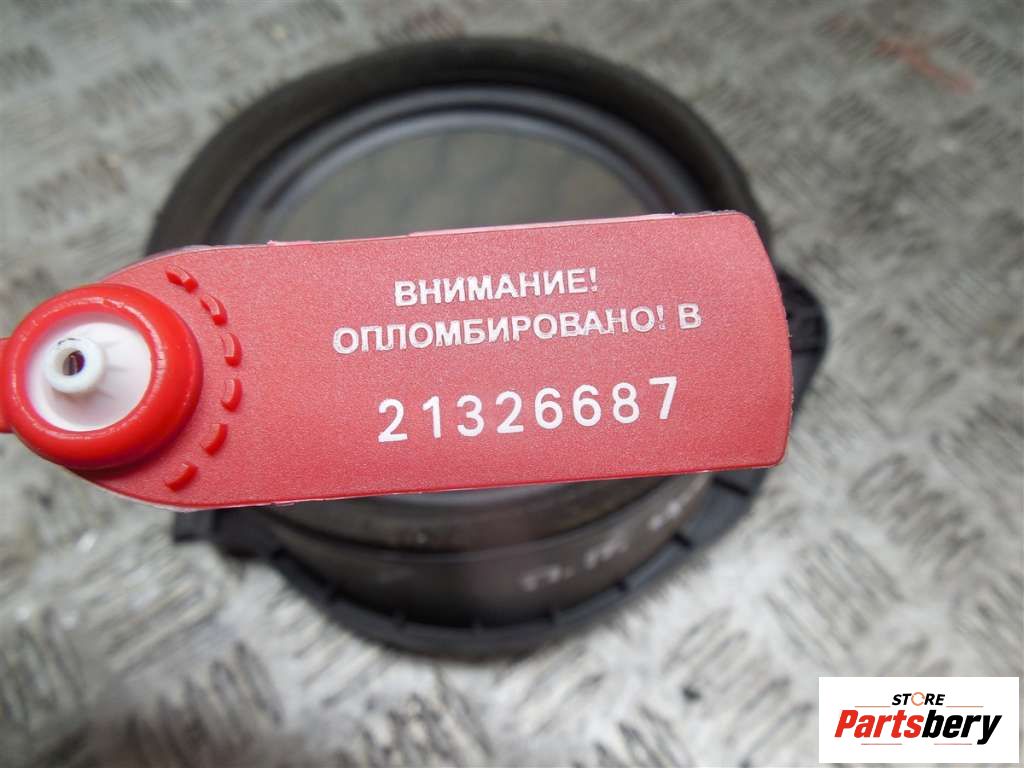 ВНИМАНИЕ!
ОПЛОМБИРОВАНО! В
21326687
STORE
Partsbery